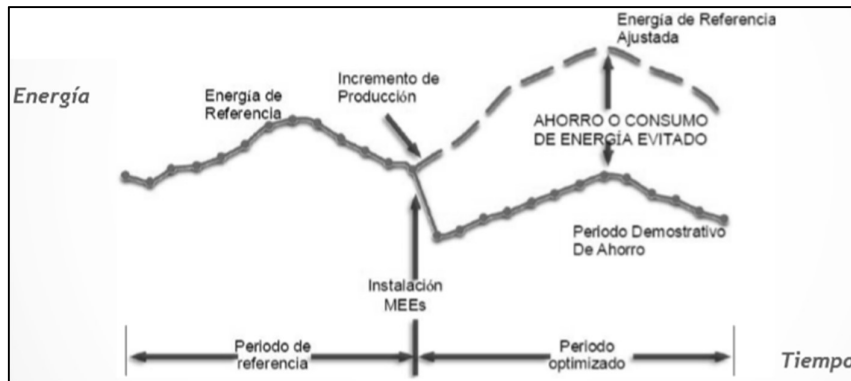 Energía de Referencia
Ajustada
Energía
Incremento de
Producción
Energía de
Referencia
AHORRO O CONSUMO
DE ENERGÍA EVITADO
Periodo Demostrativo
De Ahorro
Instalación
MEEs
Periodo de
referencia
Periodo
optimizado
Tiempo